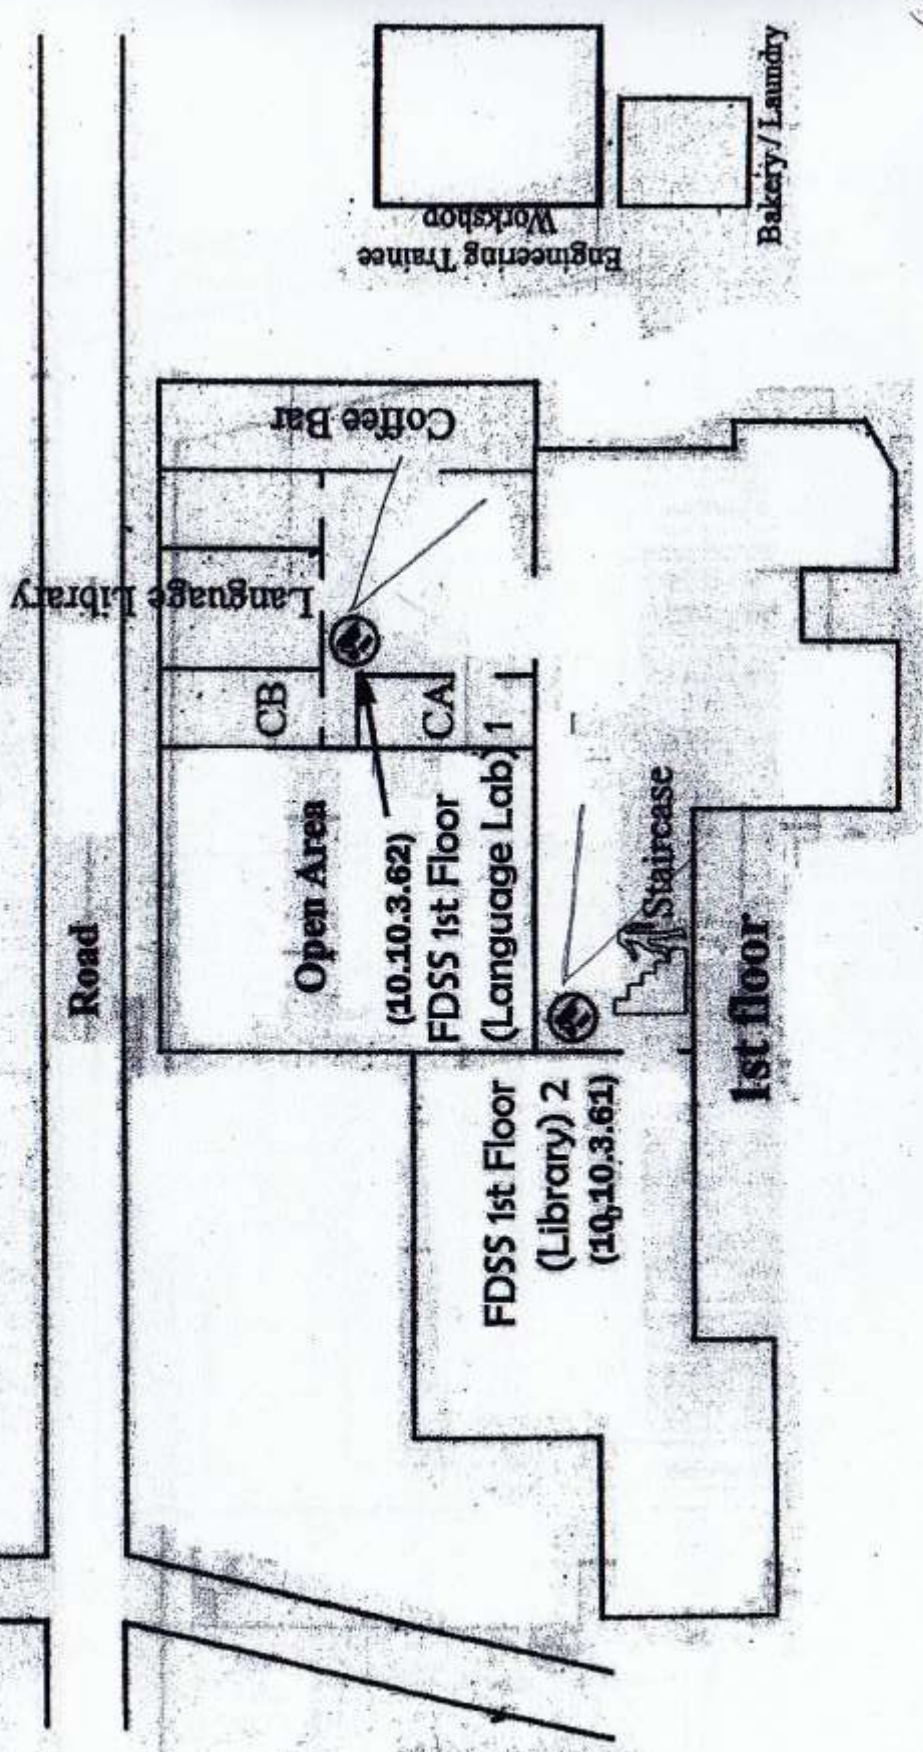 Bakery / Laundry
Engineering Trainee
Workshop
Coffee Bar
Language Library
CB
CA
Road
Open Area
(10.10.3.62)
FDSS 1st Floor
(Language Lab) 1
Staircase
1st floor
FDSS 1st Floor
(Library) 2
(10.10.3.61)